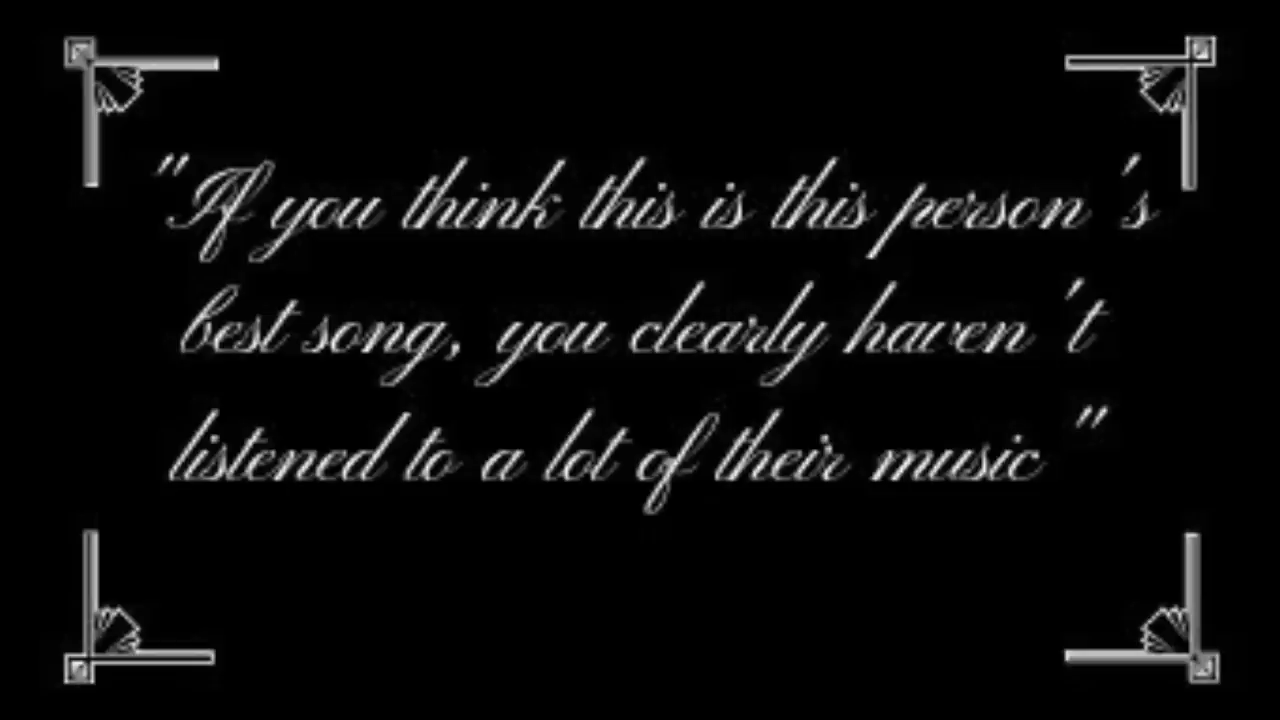 "If you think this is this person's
best song, you clearly haven't
listened to a lot of their music"